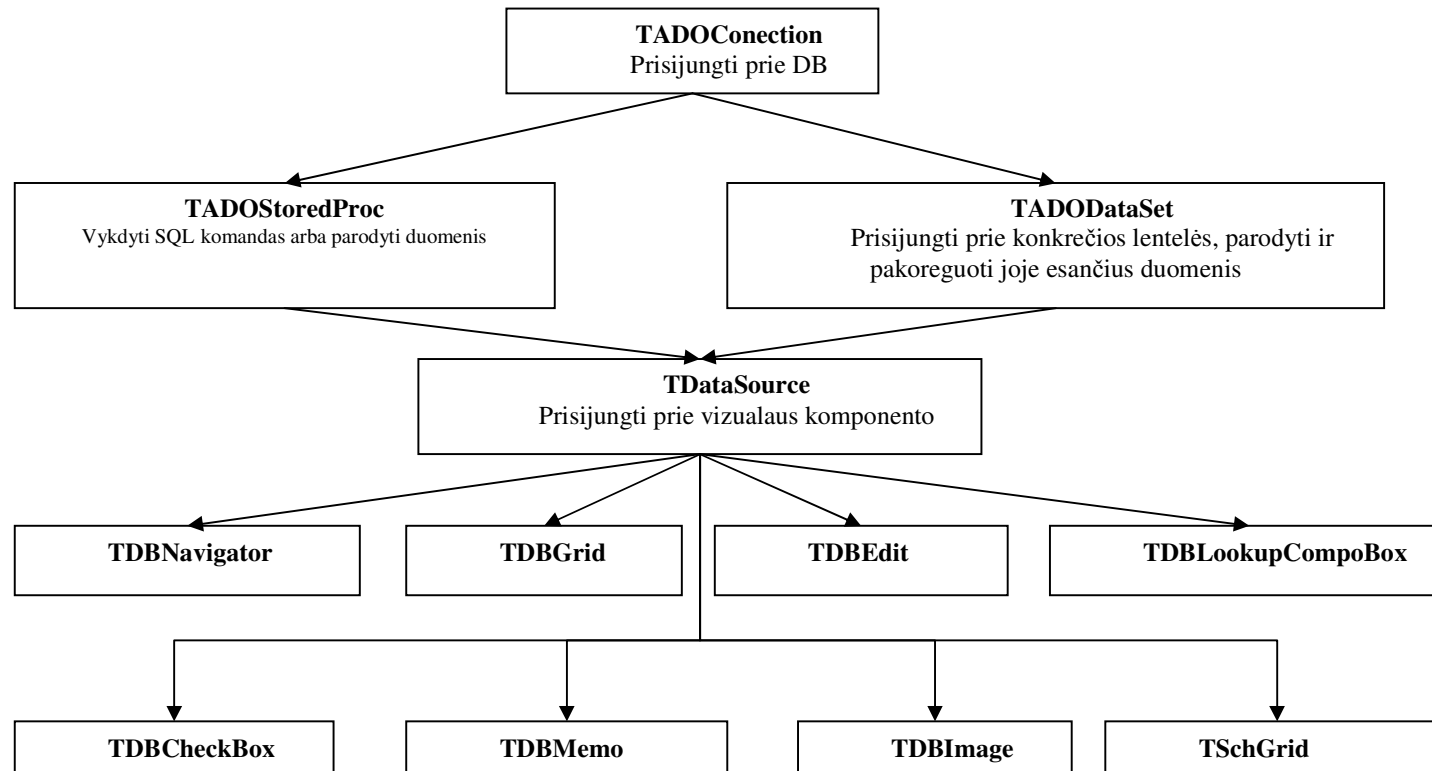 TADOConection
Prisijungti prie DB
TADOStoredProc
Vykdyti SQL komandas arba parodyti duomenis
TADODataSet
Prisijungti prie konkrečios lentelės, parodyti ir
pakoreguoti joje esančius duomenis
TDataSource
Prisijungti prie vizualaus komponento
TDBNavigator
TDBGrid
TDBEdit
TDBLookupCompoBox
TDBCheckBox
TDBMemo
TDBImage
TSchGrid